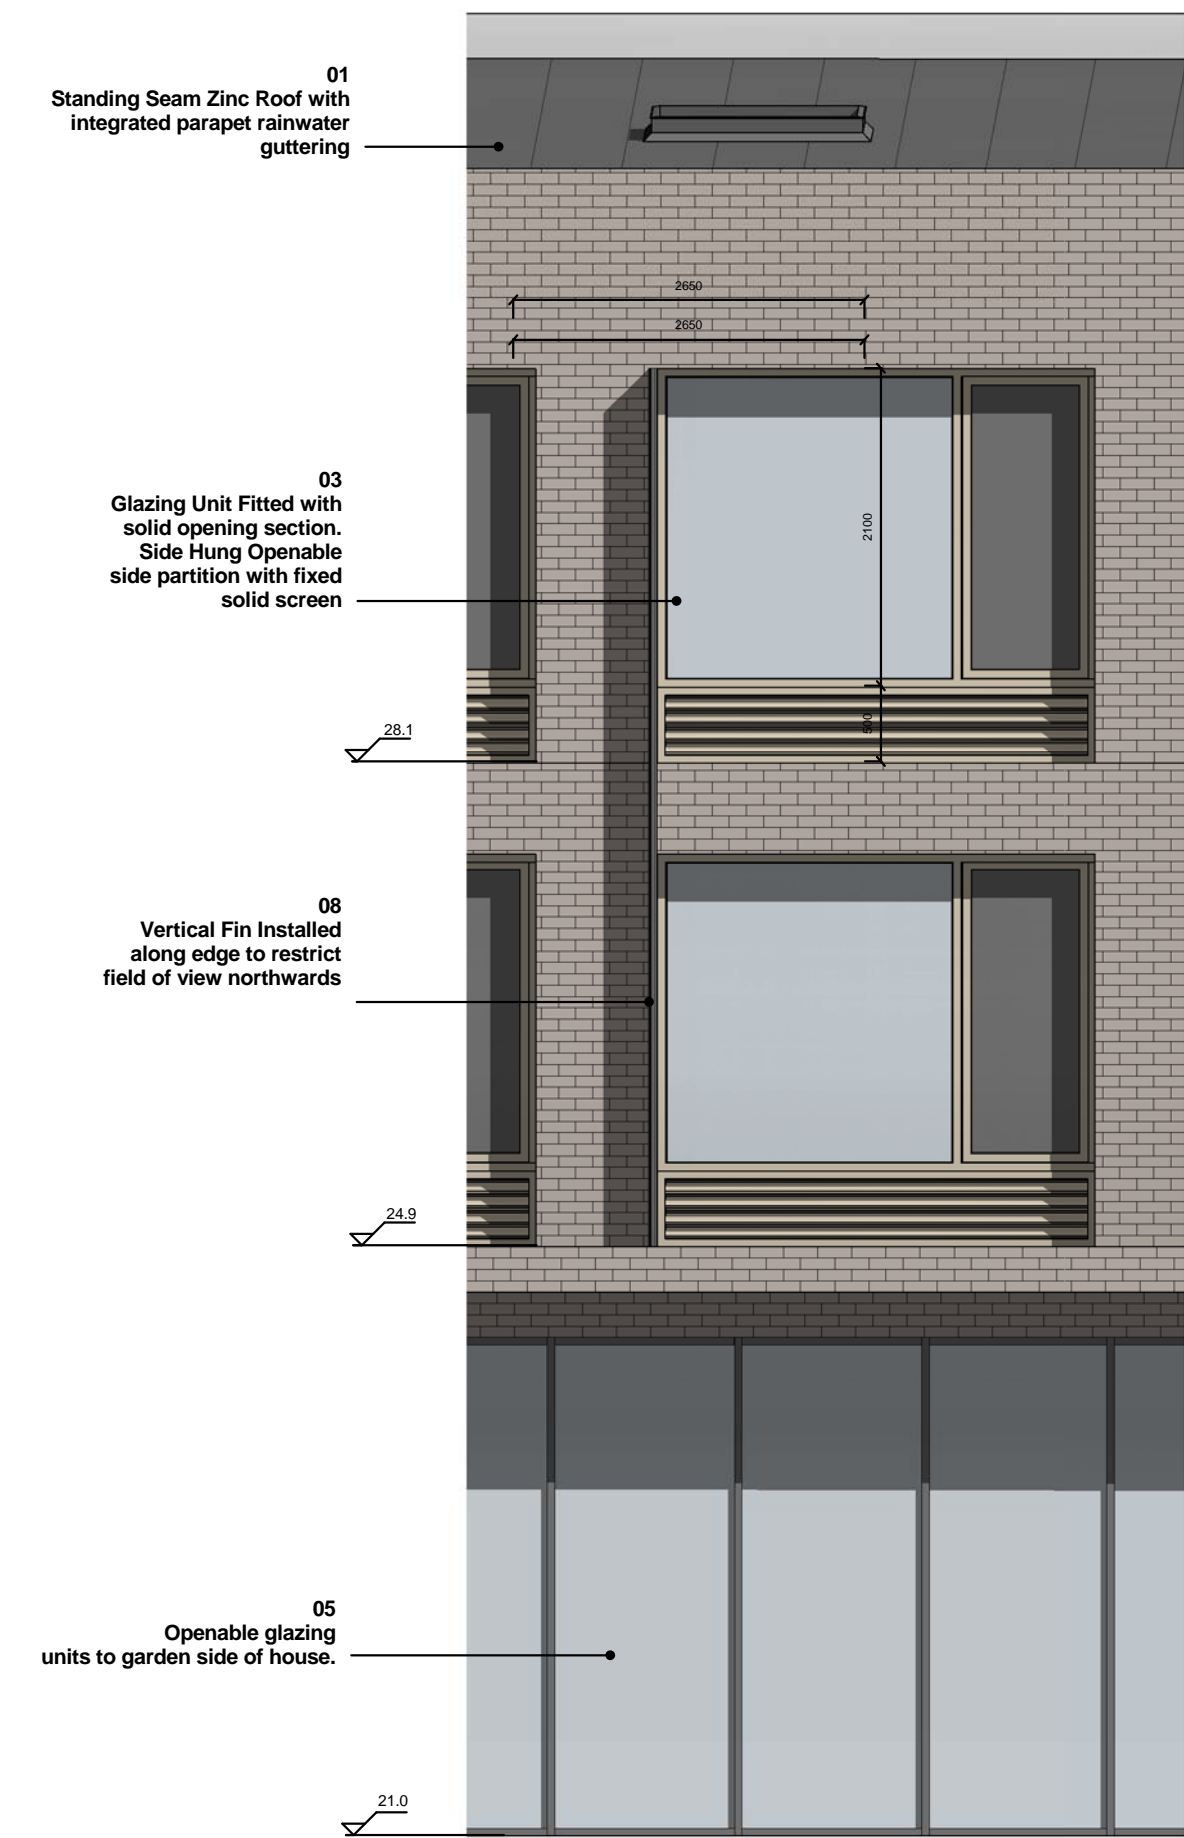 01
Standing Seam Zinc Roof with
integrated parapet rainwater
guttering
2650
2650
03
Glazing Unit Fitted with
solid opening section.
Side Hung Openable
side partition with fixed
solid screen
2100
500
28.1
08
Vertical Fin Installed
along edge to restrict
field of view northwards
24.9
05
Openable glazing
units to garden side of house.
21.0